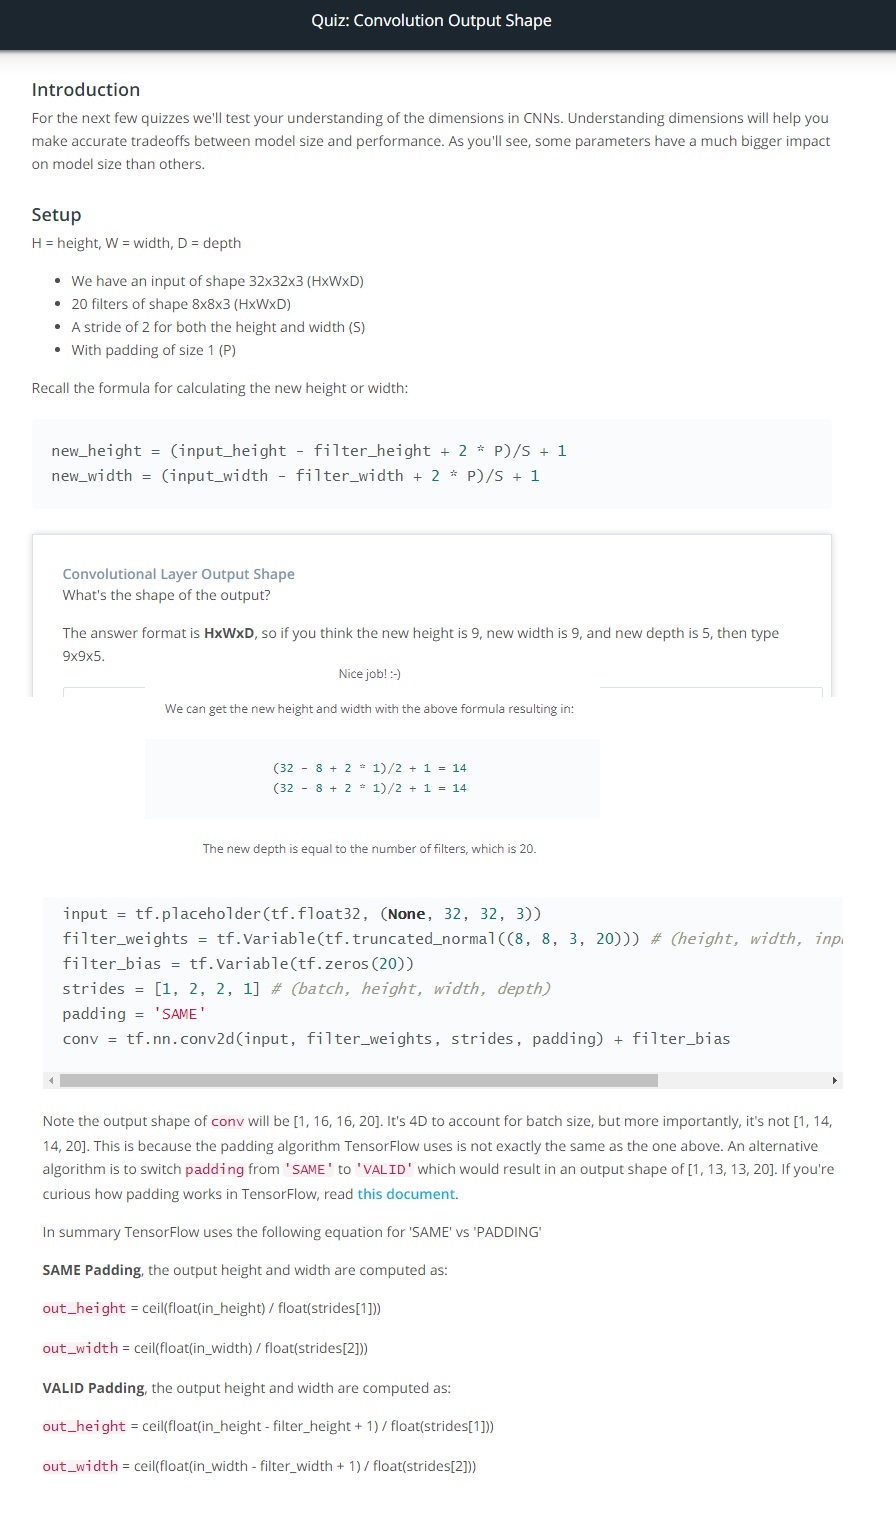 Quiz: Convolution Output Shape
Introduction
For the next few quizzes we'll test your understanding of the dimensions in CNNs. Understanding dimensions will help you
make accurate tradeoffs between model size and performance. As you'll see, some parameters have a much bigger impact
on model size than others.
Setup
H = height, W = width, D = depth
• We have an input of shape 32x32x3 (HxWxD)
• 20 filters of shape 8x8x3 (HxWxD)
• A stride of 2 for both the height and width (S)
• With padding of size 1 (P)
Recall the formula for calculating the new height or width:
new_height = (input_height - filter_height + 2 * P)/S + 1
new_width = (input_width - filter_width + 2 * P)/S + 1
Convolutional Layer Output Shape
What's the shape of the output?
The answer format is HxWxD, so if you think the new height is 9, new width is 9, and new depth is 5, then type
9x9x5.
Nice job! :-)
We can get the new height and width with the above formula resulting in:
(32 - 8 + 2 * 1)/2 + 1 = 14
(32 - 8 + 2 * 1)/2 + 1 = 14
The new depth is equal to the number of filters, which is 20.
input = tf.placeholder(tf.float32, (None, 32, 32, 3))
filter_weights = tf.Variable(tf.truncated_normal((8, 8, 3, 20))) # (height, width,
filter_bias = tf.Variable(tf.zeros(20))
strides = [1, 2, 2, 1] # (batch, height, width, depth)
padding = 'SAME'
conv = tf.nn.conv2d(input, filter_weights, strides, padding) + filter_bias
Note the output shape of conv will be [1, 16, 16, 20]. It's 4D to account for batch size, but more importantly, it's not [1, 14,
14, 20]. This is because the padding algorithm TensorFlow uses is not exactly the same as the one above. An alternative
algorithm is to switch padding from 'SAME' to 'VALID' which would result in an output shape of [1, 13, 13, 20]. If you're
curious how padding works in TensorFlow, read this document.
In summary TensorFlow uses the following equation for 'SAME' vs 'PADDING'
SAME Padding, the output height and width are computed as:
out_height = ceil(float(in_height) / float(strides[1]))
out_width = ceil(float(in_width) / float(strides[2]))
VALID Padding, the output height and width are computed as:
out_height = ceil(float(in_height - filter_height + 1) / float(strides[1]))
out_width = ceil(float(in_width - filter_width + 1) / float(strides[2]))